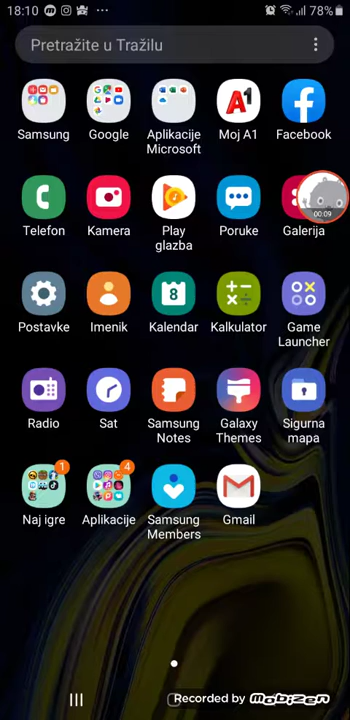 18:10
78%
Pretražite u Tražilu
Samsung
Google
Aplikacije
Microsoft
A1
Moj A1
Facebook
Telefon
Kamera
Play
glazba
Poruke
Galerija
00:09
Postavke
Imenik
8
Kalendar
Kalkulator
Game
Launcher
Radio
Sat
Samsung
Notes
Galaxy
Themes
Sigurna
mapa
1
Naj igre
4
Aplikacije
Samsung
Members
Gmail
Recorded by mobizen